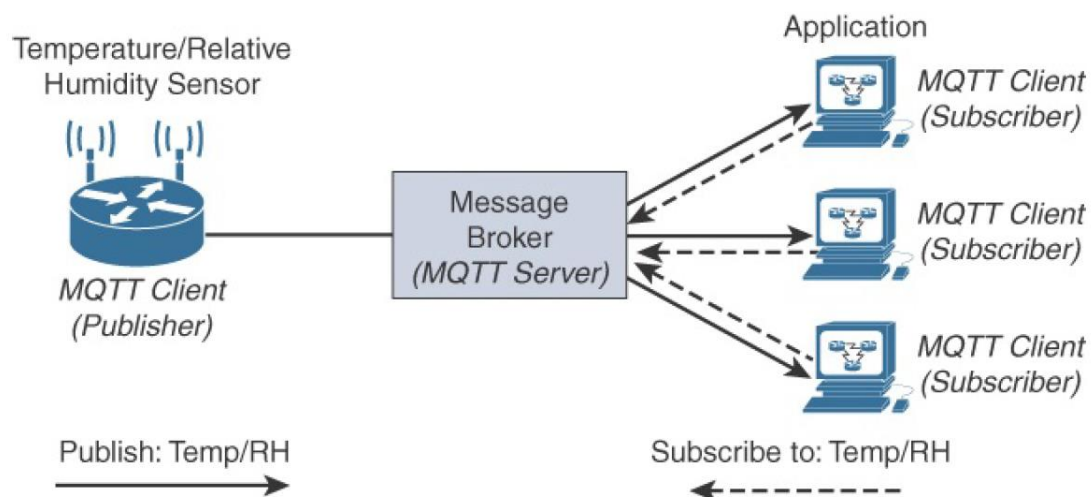 Temperature/Relative
Humidity Sensor
MQTT Client
(Publisher)
Message
Broker
(MQTT Server)
Application
MQTT Client
(Subscriber)
MQTT Client
(Subscriber)
MQTT Client
(Subscriber)
Publish: Temp/RH
Subscribe to: Temp/RH